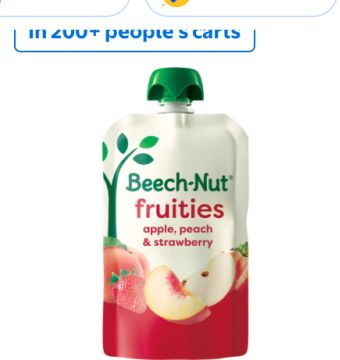 in 200+ people's carts
Beech-Nut®
fruities
apple, peach
& strawberry